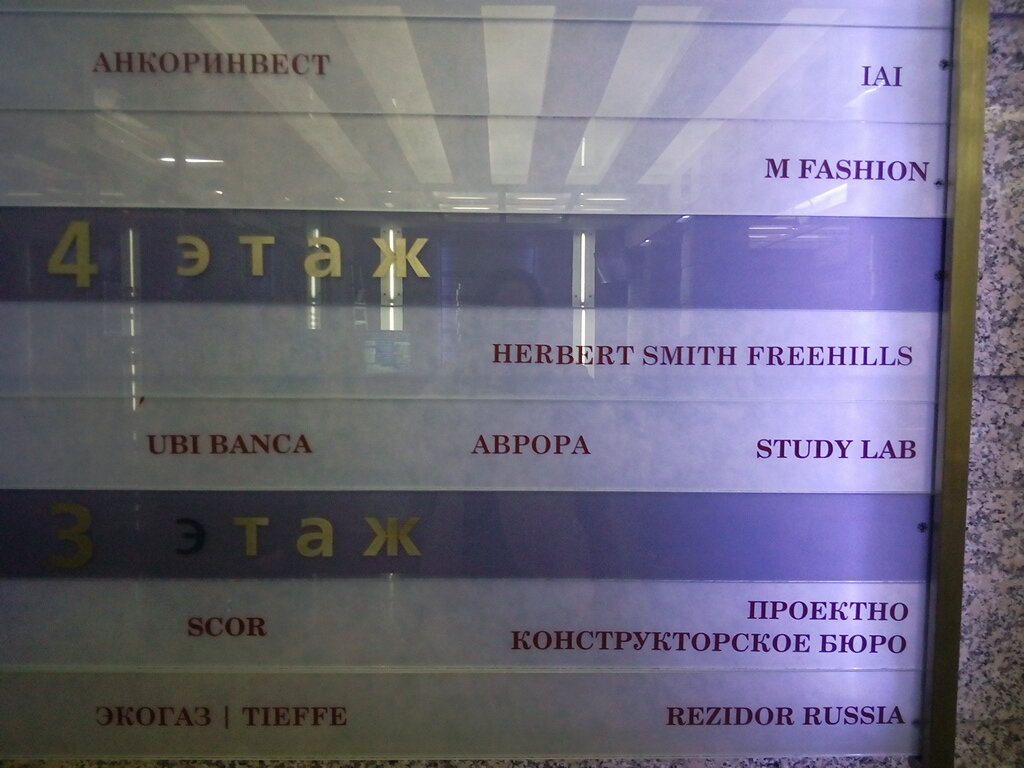 АНКОРИНВЕСТ IAI
M FASHION
4 этаж
HERBERT SMITH FREEHILLS
UBI BANCA АВРОРА STUDY LAB
3 этаж
SCOR ПРОЕКТНО
КОНСТРУКТОРСКОЕ БЮРО
ЭКОГАЗ | TIEFFE REZIDOR RUSSIA